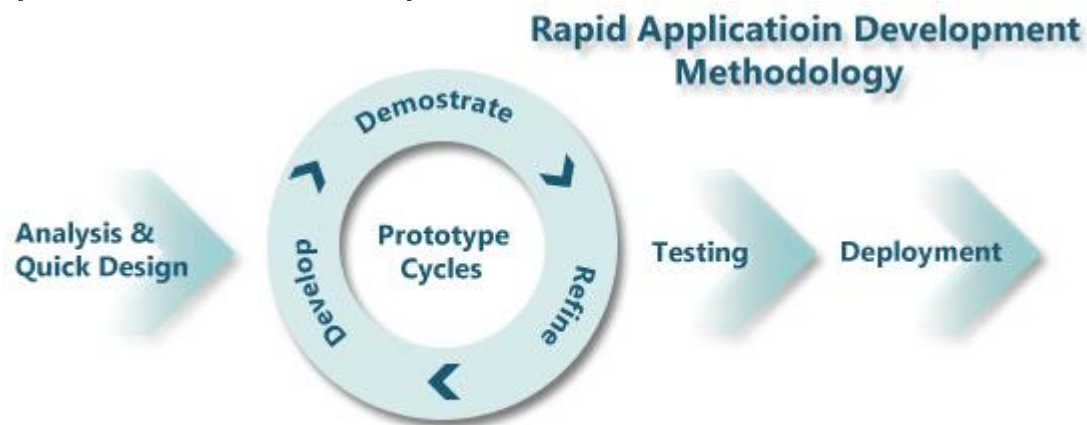 Rapid Applicatioin Development
Methodology
Analysis &
Quick Design
Demostrate
Develop
Refine
Prototype
Cycles
Testing
Deployment